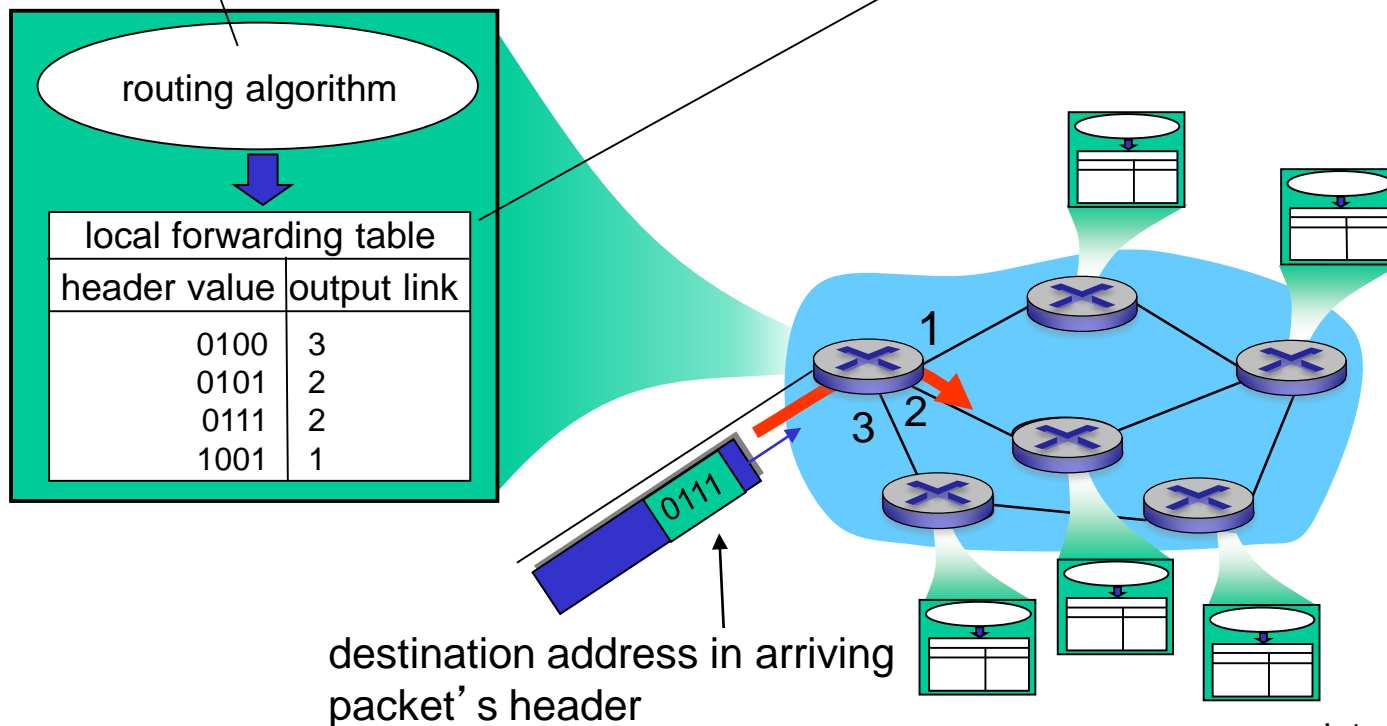 routing algorithm
local forwarding table
header value output link
0100 3
0101 2
0111 2
1001 1
1
2
3
0111
destination address in arriving
packet’s header